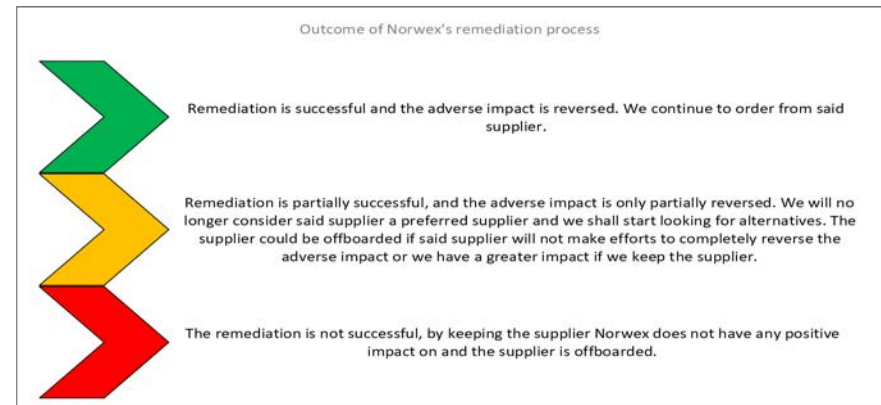 Outcome of Norwex's remediation process
Remediation is successful and the adverse impact is reversed. We continue to order from said
supplier.
Remediation is partially successful, and the adverse impact is only partially reversed. We will no
longer consider said supplier a preferred supplier and we shall start looking for alternatives. The
supplier could be offboarded if said supplier will not make efforts to completely reverse the
adverse impact or we have a greater impact if we keep the supplier.
The remediation is not successful, by keeping the supplier Norwex does not have any positive
impact on and the supplier is offboarded.